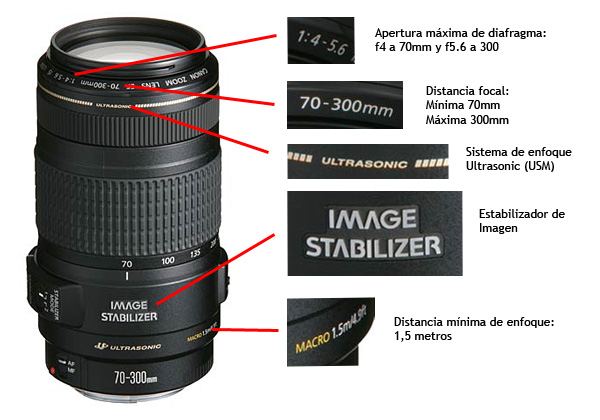 1:4-5.6
Apertura máxima de diafragma:
f4 a 70mm y f5.6 a 300
70-300mm
Distancia focal:
Mínima 70mm
Máxima 300mm
ULTRASONIC
Sistema de enfoque
Ultrasonic (USM)
IMAGE
STABILIZER
Estabilizador de
Imagen
MACRO 1.5m/4.9ft
Distancia mínima de enfoque:
1,5 metros
CANON ZOOM LENS EF 70-300mm 1:4-5.6
ULTRASONIC
70 100 135
IMAGE
STABILIZER
STABILIZER
MODE
ULTRASONIC
MACRO 1.5m/4.9ft
AF
MF
70-300mm